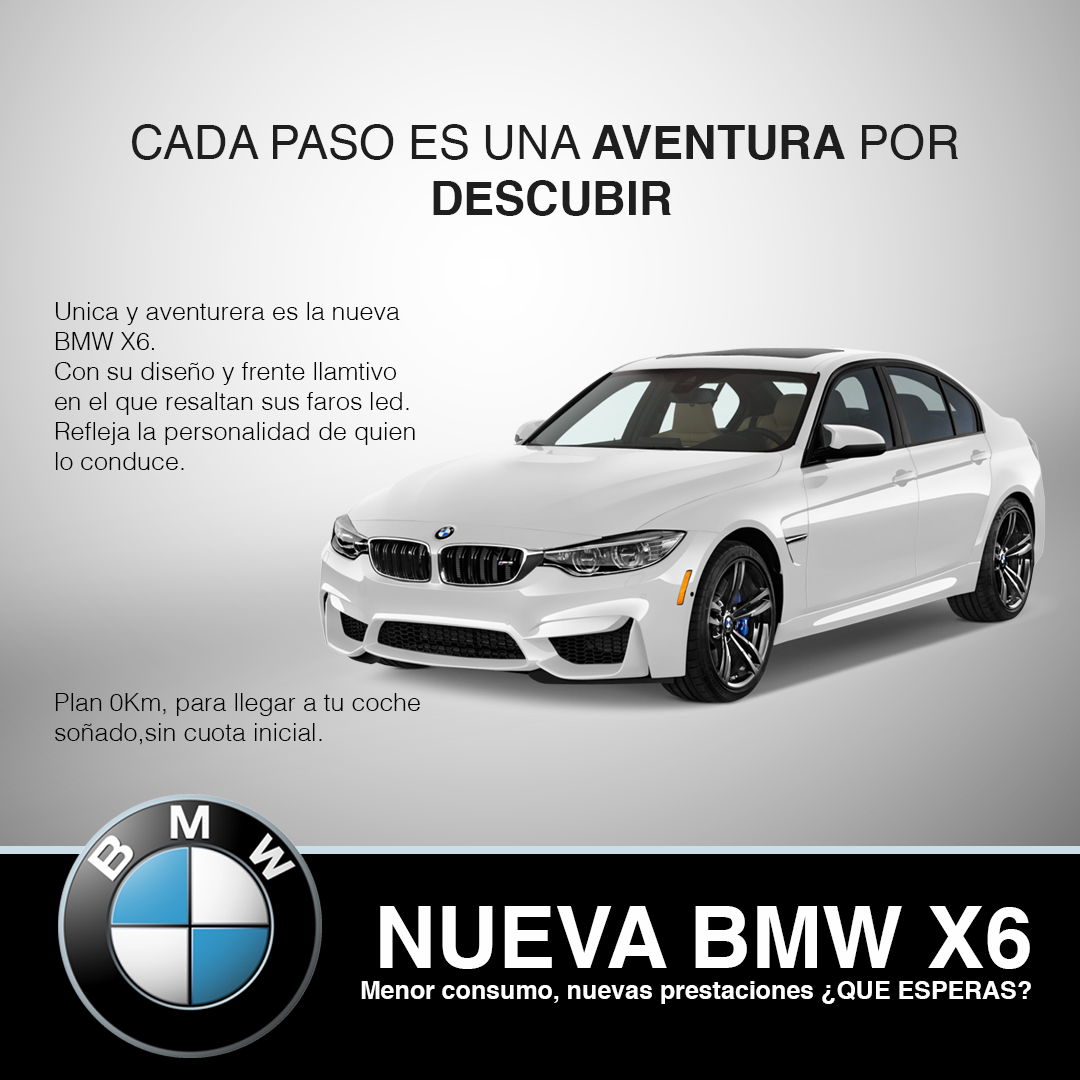 CADA PASO ES UNA AVENTURA POR
DESCUBIR
Unica y aventurera es la nueva
BMW X6.
Con su diseño y frente llamtivo
en el que resaltan sus faros led.
Refleja la personalidad de quien
lo conduce.
Plan 0Km, para llegar a tu coche
soñado,sin cuota inicial.
BMW
NUEVA BMW X6
Menor consumo, nuevas prestaciones ¿QUE ESPERAS?